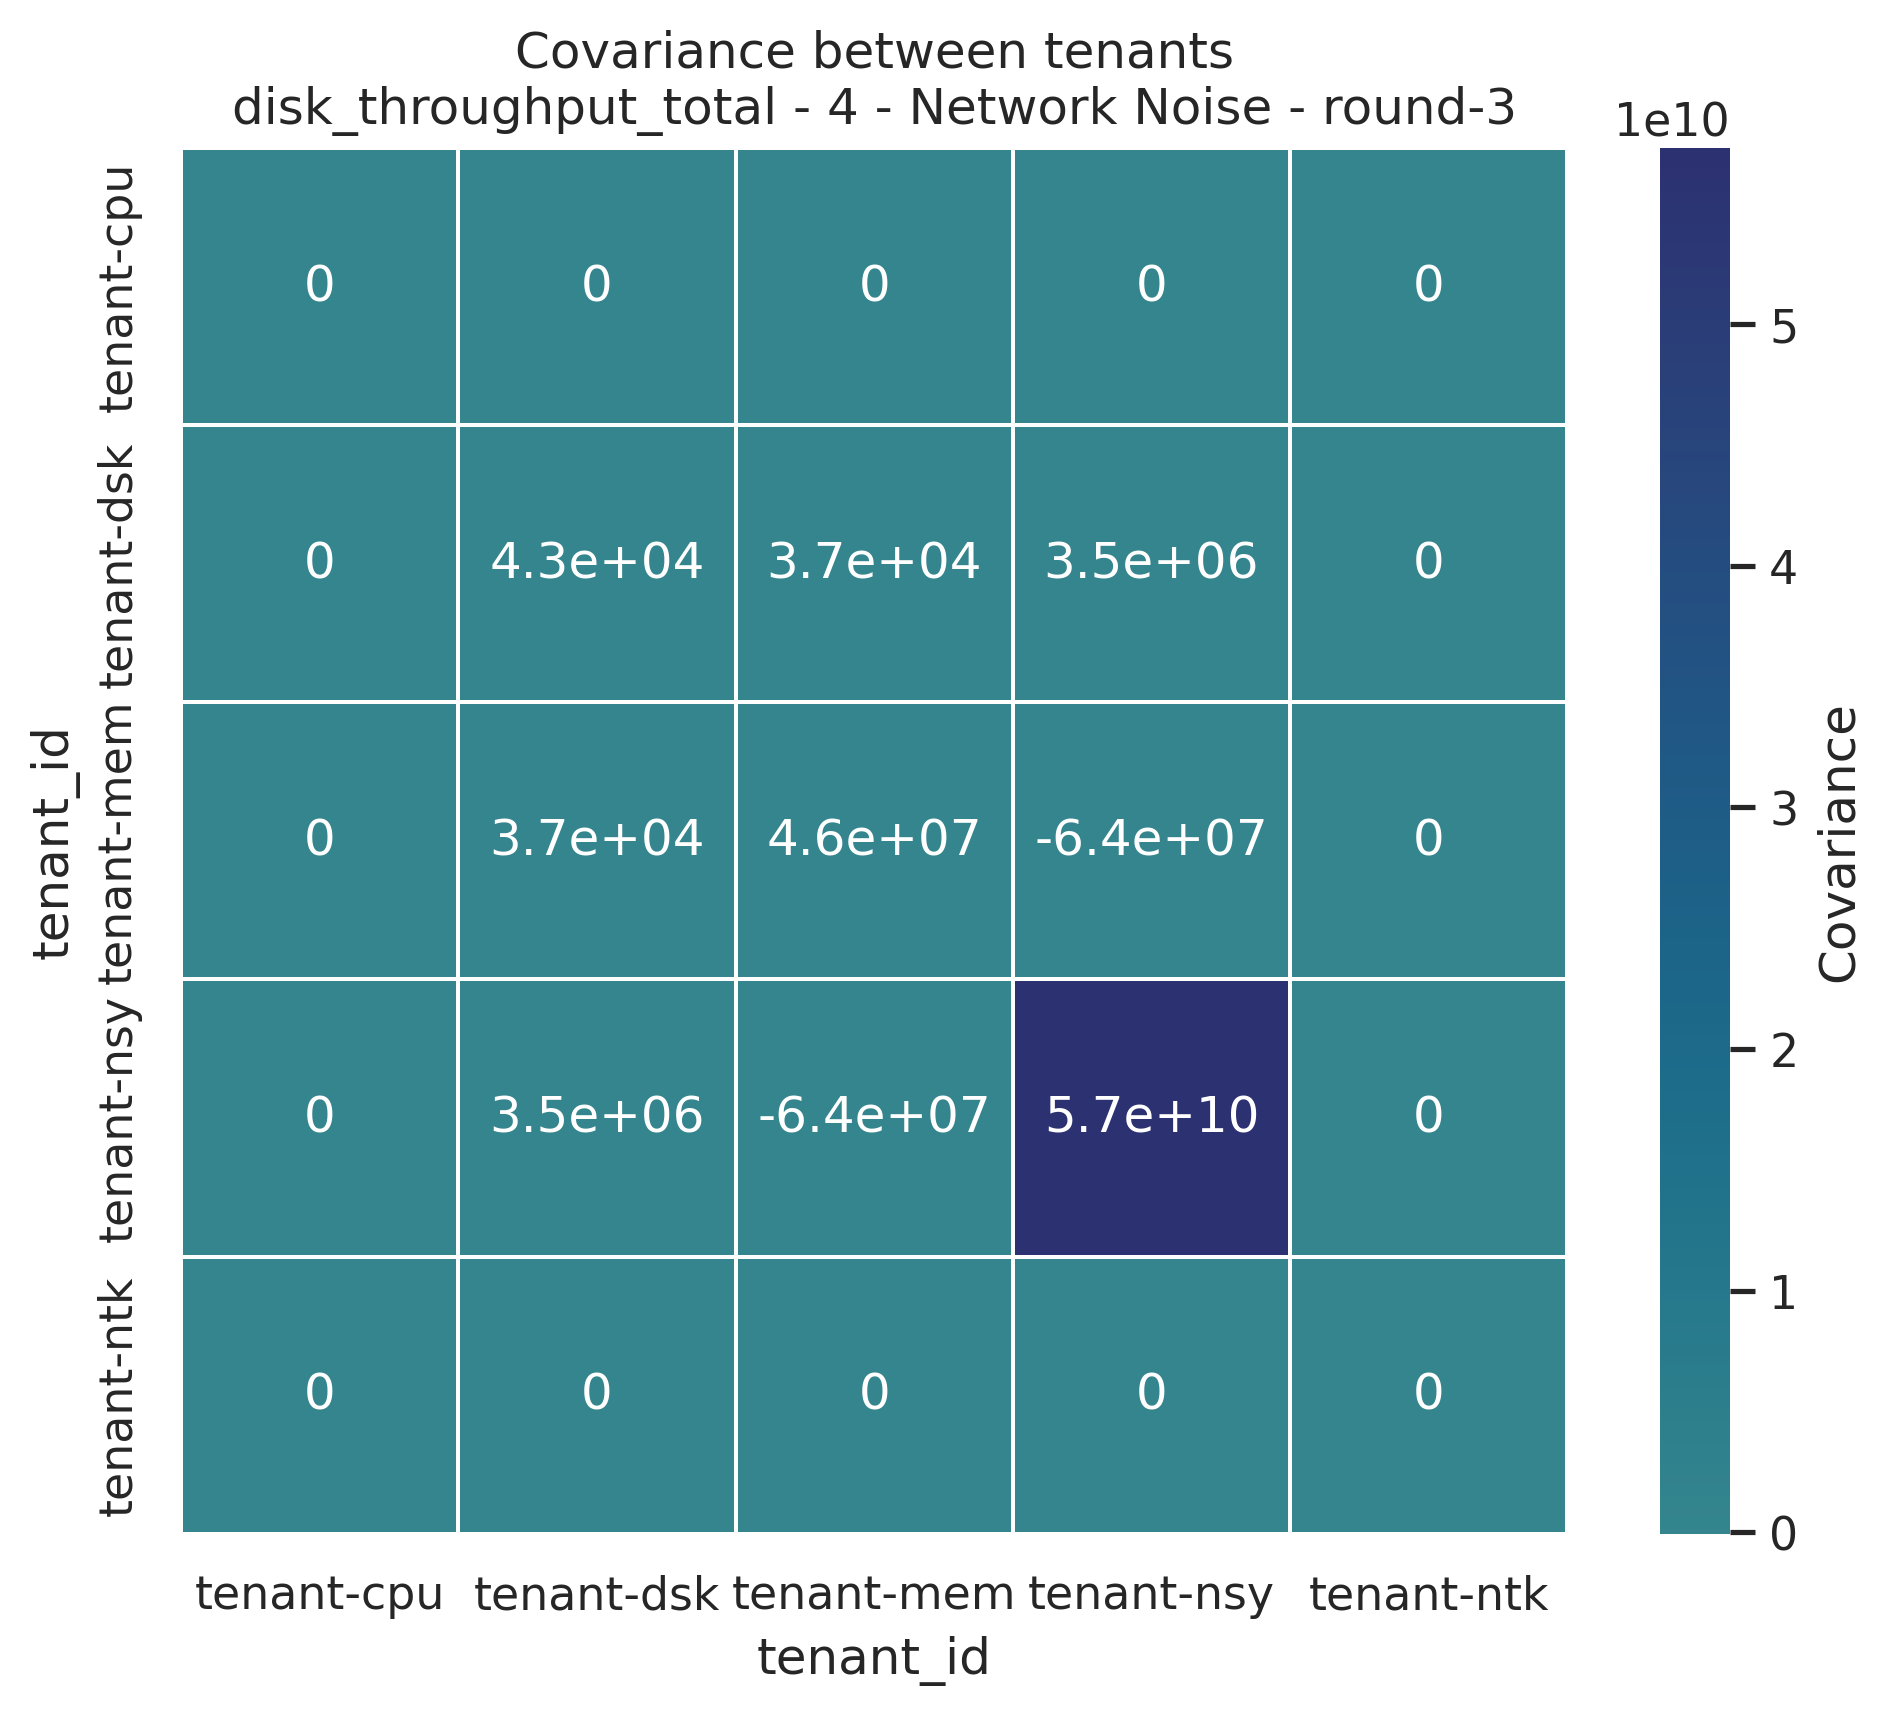 Covariance between tenants
disk_throughput_total - 4 - Network Noise - round-3
1e10
tenant-cpu 0 0 0 0 0
tenant-dsk 0 4.3e+04 3.7e+04 3.5e+06 0
tenant-mem 0 3.7e+04 4.6e+07 -6.4e+07 0
tenant-nsy 0 3.5e+06 -6.4e+07 5.7e+10 0
tenant-ntk 0 0 0 0 0
tenant_id
tenant-cpu tenant-dsk tenant-mem tenant-nsy tenant-ntk
tenant_id
5
4
3
2
1
0
Covariance